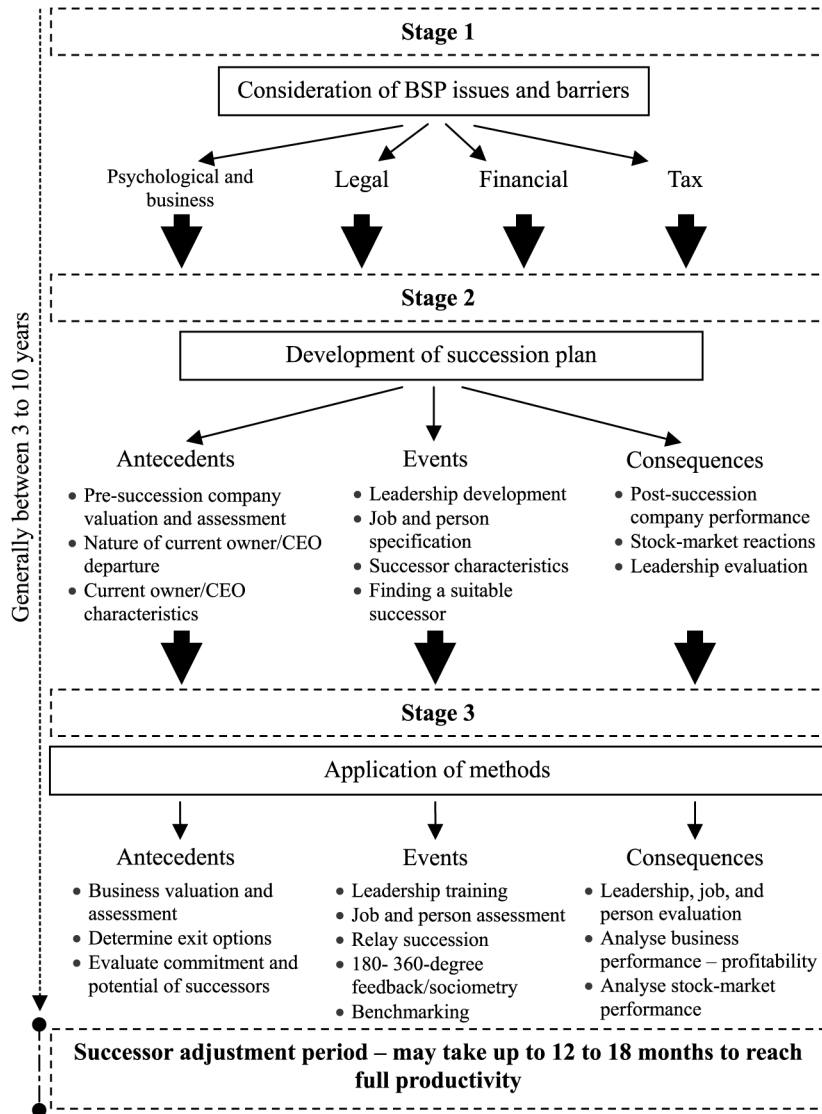 Stage 1
Consideration of BSP issues and barriers
Psychological and
business
Legal
Financial
Tax
Stage 2
Development of succession plan
Antecedents
• Pre-succession company
valuation and assessment
• Nature of current owner/CEO
departure
• Current owner/CEO
characteristics
Events
• Leadership development
• Job and person
specification
• Successor characteristics
• Finding a suitable
successor
Consequences
• Post-succession
company performance
• Stock-market reactions
• Leadership evaluation
Stage 3
Application of methods
Antecedents
• Business valuation and
assessment
• Determine exit options
• Evaluate commitment and
potential of successors
Events
• Leadership training
• Job and person assessment
• Relay succession
• 180- 360-degree
feedback/sociometry
• Benchmarking
Consequences
• Leadership, job, and
person evaluation
• Analyse business
performance – profitability
• Analyse stock-market
performance
Successor adjustment period – may take up to 12 to 18 months to reach
full productivity
Generally between 3 to 10 years